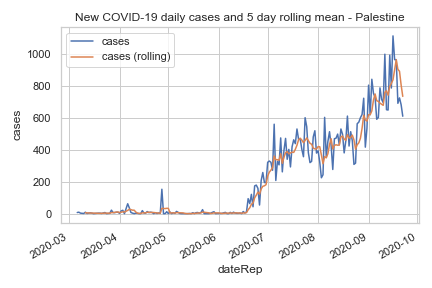 New COVID-19 daily cases and 5 day rolling mean - Palestine
cases
cases (rolling)
1000
800
600
400
200
0
cases
2020-03
2020-04
2020-05
2020-06
2020-07
2020-08
2020-09
2020-10
dateRep